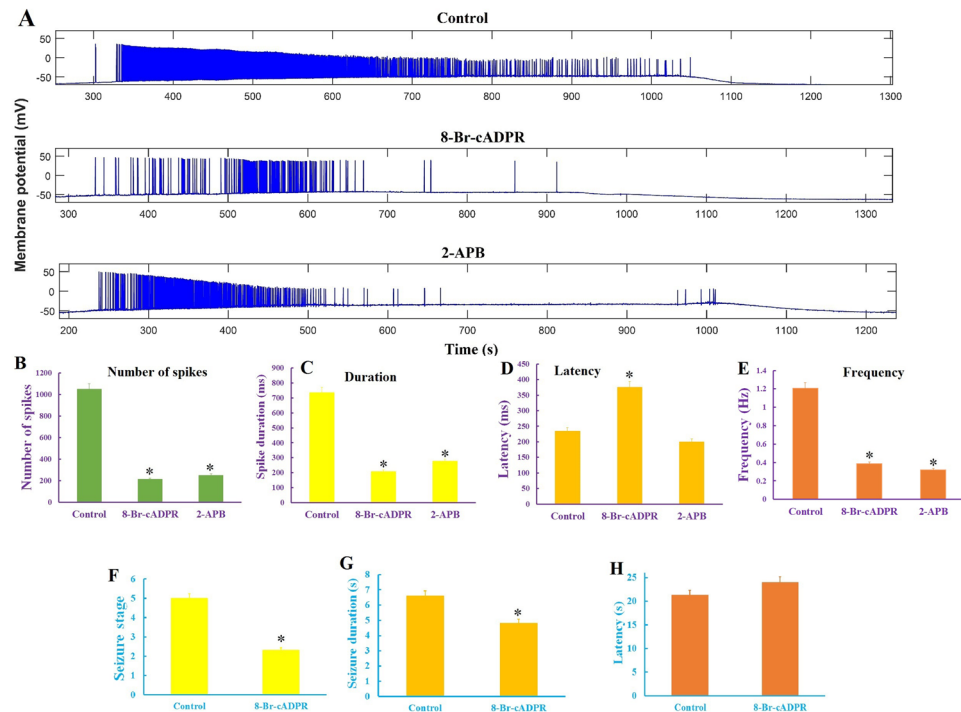 A
Control
50
0
-50
300
400
500
600
700
800
900
1000
1100
1200
1300
8-Br-cADPR
50
0
-50
300
400
500
600
700
800
900
1000
1100
1200
1300
2-APB
50
0
-50
200
300
400
500
600
700
800
900
1000
1100
1200
Membrane potential (mV)
Time (s)
B
Number of spikes
Number of spikes
1200
1000
800
600
400
200
0
*
*
Control
8-Br-cADPR
2-APB
C
Duration
Spike duration (ms)
900
800
700
600
500
400
300
200
100
0
*
*
Control
8-Br-cADPR
2-APB
D
Latency
Latency (ms)
450
400
350
300
250
200
150
100
50
0
*
Control
8-Br-cADPR
2-APB
E
Frequency
Frequency (Hz)
1.4
1.2
1
0.8
0.6
0.4
0.2
0
*
*
Control
8-Br-cADPR
2-APB
F
Seizure stage
6
5
4
3
2
1
0
*
Control
8-Br-cADPR
G
Seizure duration (s)
8
7
6
5
4
3
2
1
0
*
Control
8-Br-cADPR
H
Latency (s)
25
20
15
10
5
0
Control
8-Br-cADPR